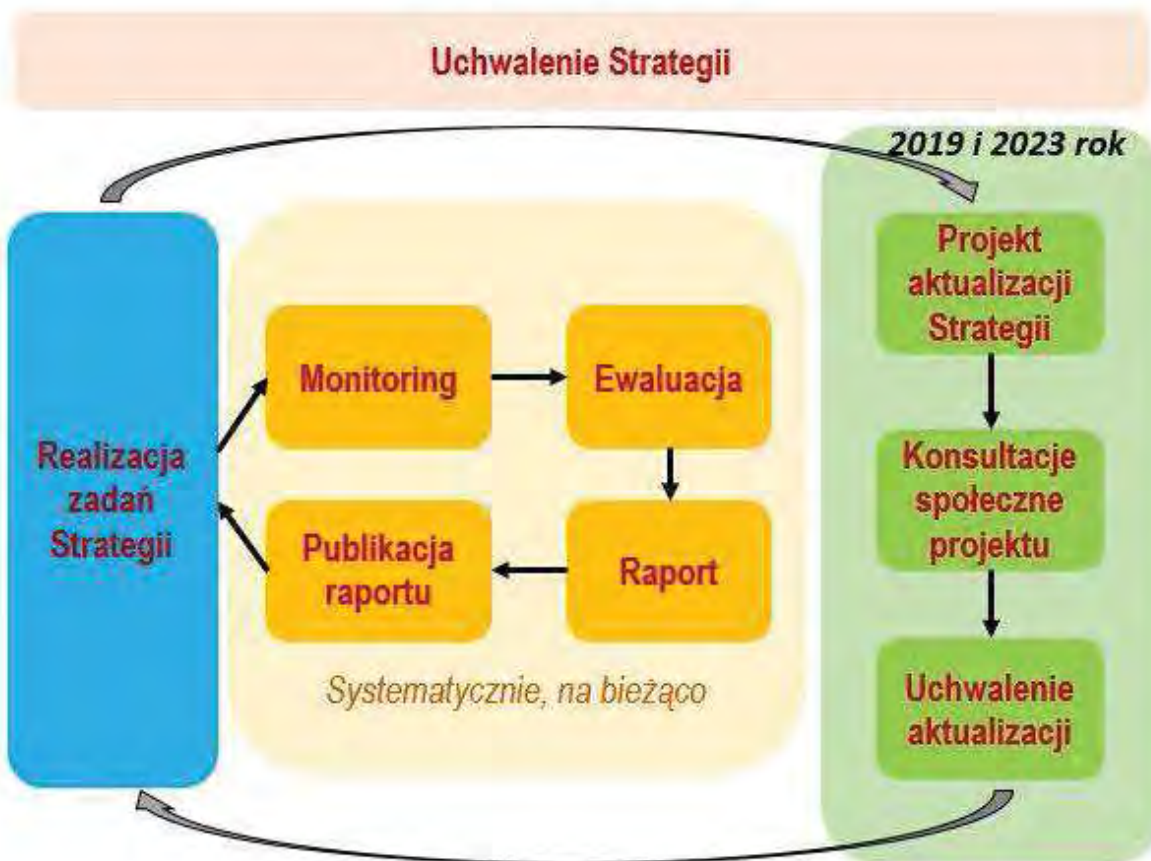 Uchwalenie Strategii
2019 i 2023 rok
Realizacja
zadań
Strategii
Monitoring
Ewaluacja
Publikacja
raportu
Raport
Systematycznie, na bieżąco
Projekt
aktualizacji
Strategii
Konsultacje
społeczne
projektu
Uchwalenie
aktualizacji